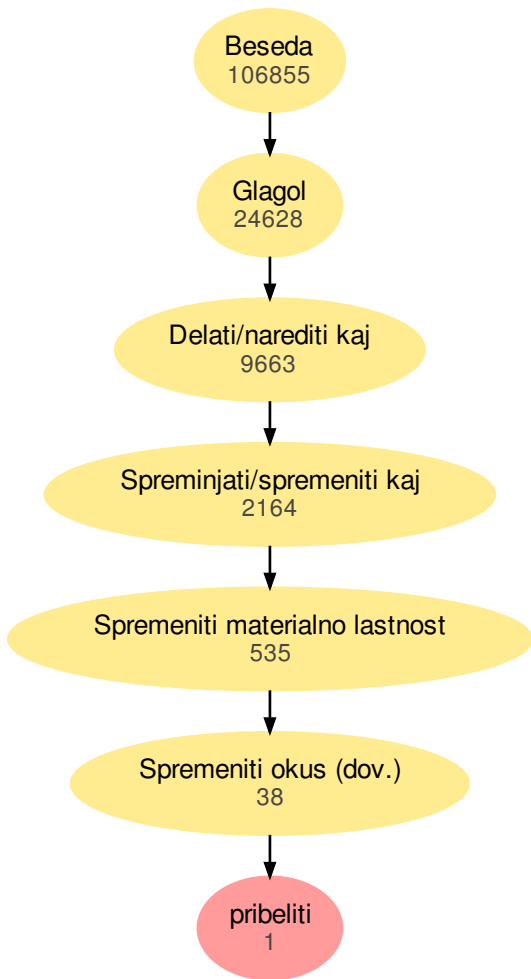 Beseda
106855
Glagol
24628
Delati/narediti kaj
9663
Spreminjati/spremeniti kaj
2164
Spremeniti materialno lastnost
535
Spremeniti okus (dov.)
38
pribeliti
1